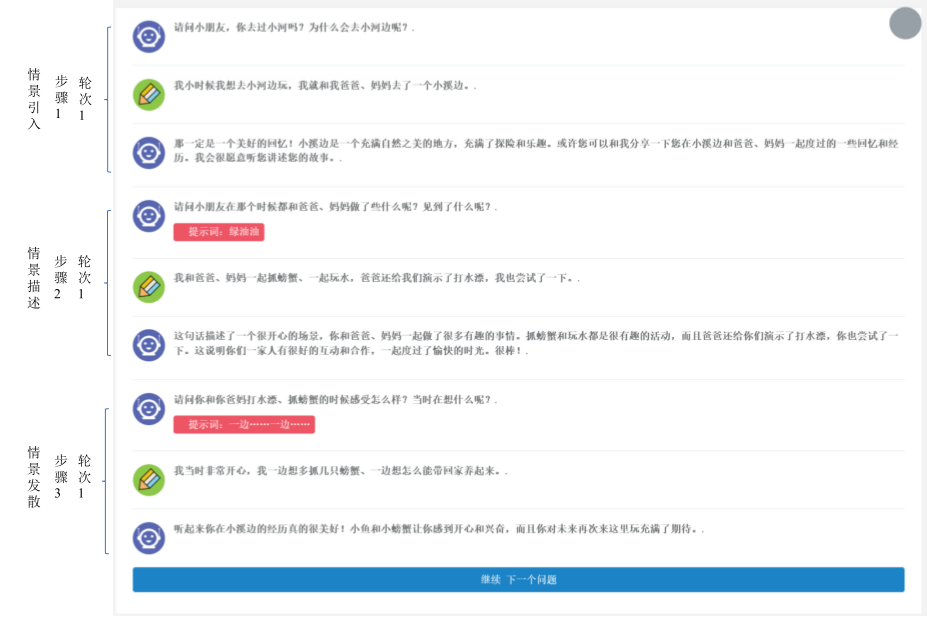 情景引入
步骤1
轮次1
请问小朋友，你去过小河吗？为什么会去小河边呢？.
我小时候我想去小河边玩，我就和我爸爸、妈妈去了一个小溪边。.
那一定是一个美好的回忆！小溪边是一个充满自然之美的地方，充满了探险和乐趣。或许您可以和我分享一下您在小溪边和爸爸、妈妈一起度过的一些回忆和经
历。我会很愿意听您讲述您的故事。.
情景描述
步骤2
轮次1
请问小朋友在那个时候都和爸爸、妈妈做了些什么呢？见到了什么呢？.
提示词：绿油油
我和爸爸、妈妈一起抓螃蟹、一起玩水，爸爸还给我们演示了打水漂，我也尝试了一下。.
这句话描述了一个很开心的场景，你和爸爸、妈妈一起做了很多有趣的事情。抓螃蟹和玩水都是很有趣的活动，而且爸爸还给你们演示了打水漂，你也尝试了一
下。这说明你们一家人有很好的互动和合作，一起度过了愉快的时光。很棒！.
情景发散
步骤3
轮次1
请问你和你爸妈打水漂、抓螃蟹的时候感受怎么样？当时在想什么呢？.
提示词：一边……一边……
我当时非常开心，我一边想多抓几只螃蟹、一边想怎么能带回家养起来。.
听起来你在小溪边的经历真的很美好！小鱼和小螃蟹让你感到开心和兴奋，而且你对未来再次来这里玩充满了期待。.
继续 下一个问题